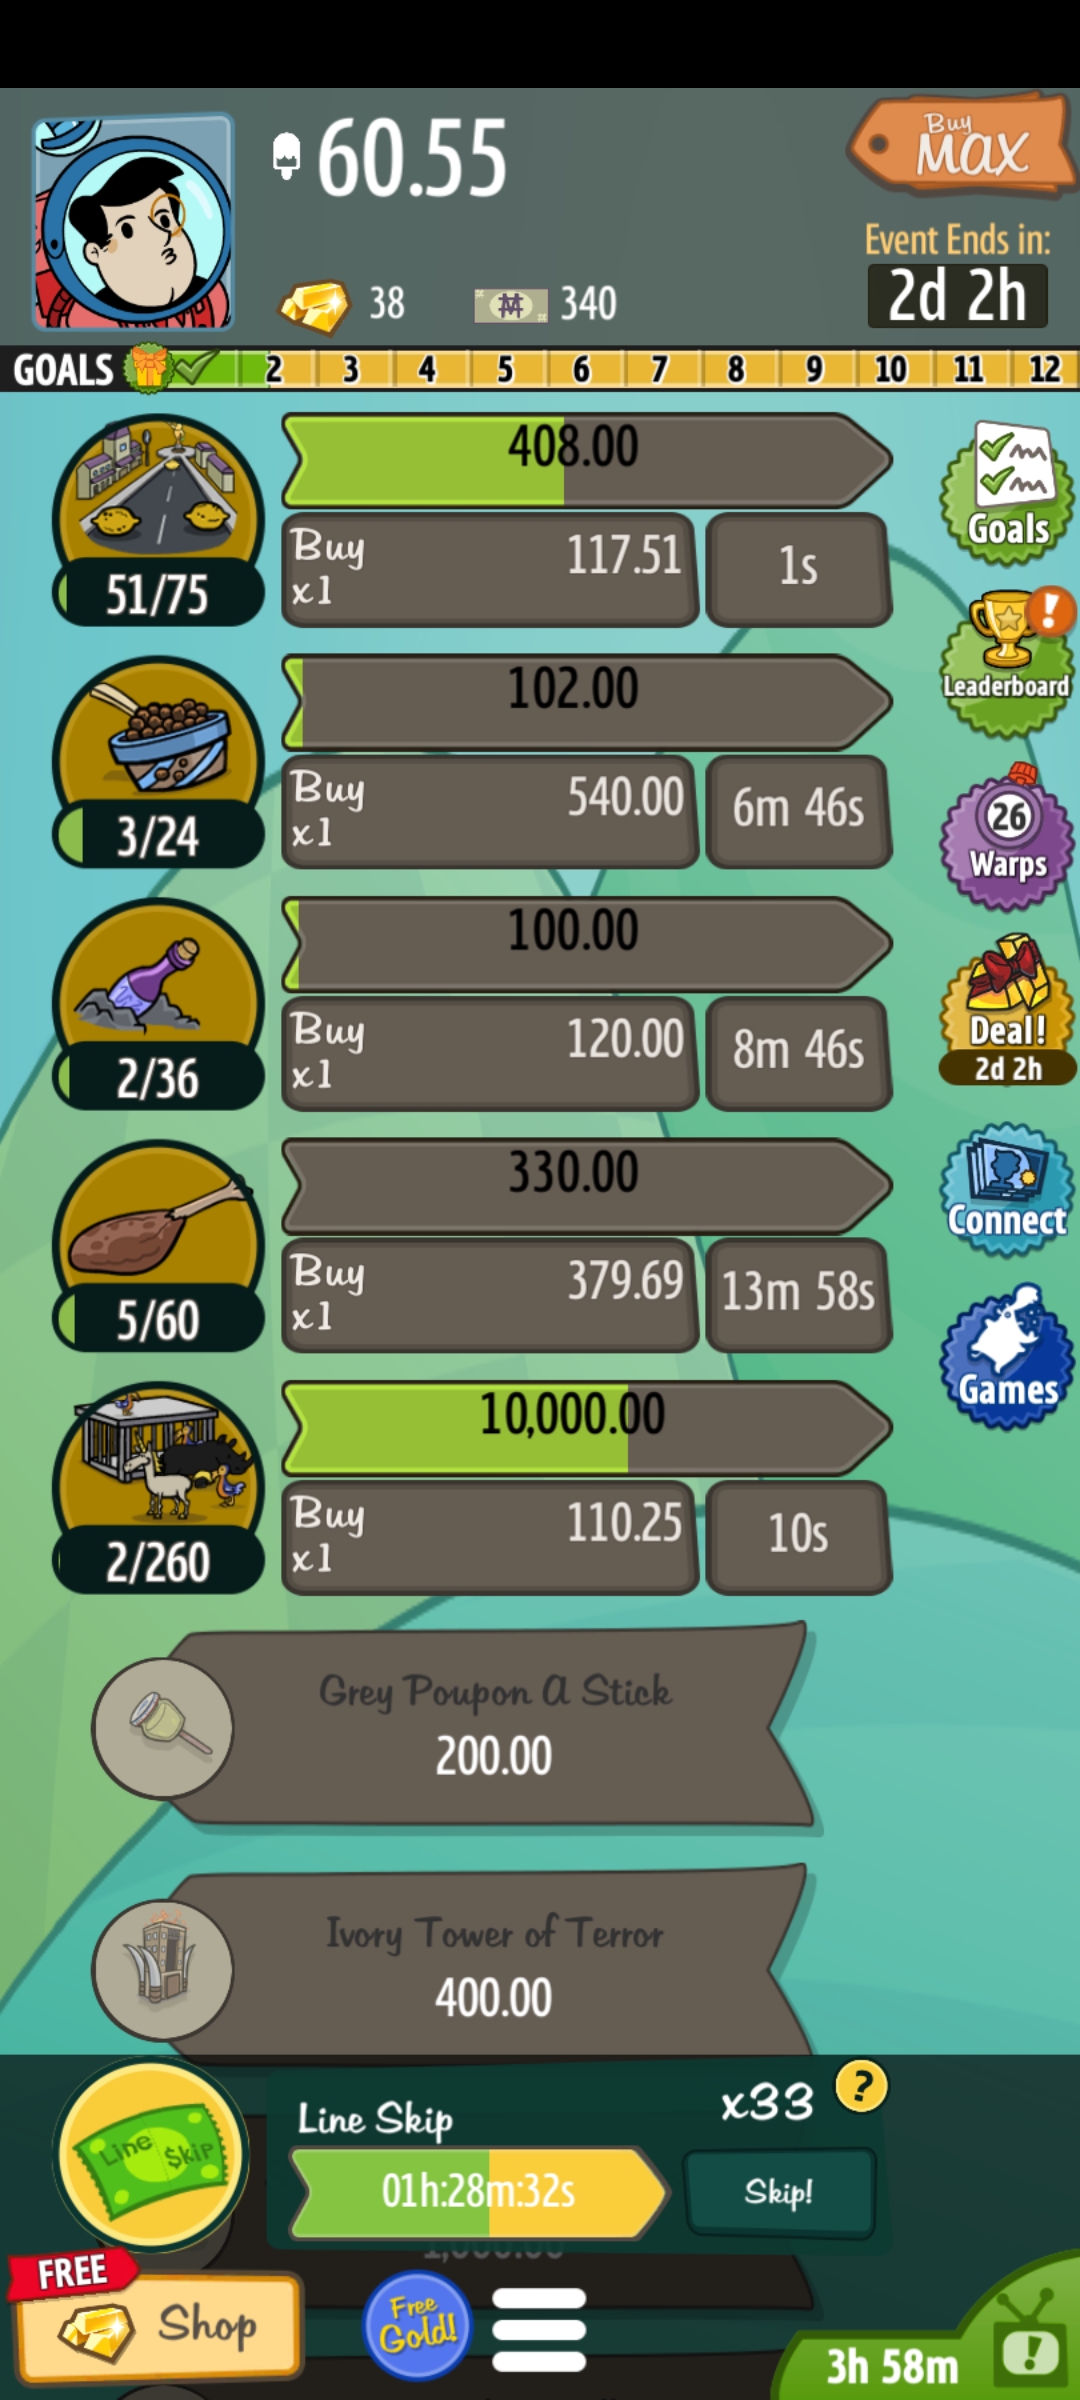 60.55
Buy
MAX
Event Ends in:
2d 2h
38
340
GOALS 2 3 4 5 6 7 8 9 10 11 12
408.00
Buy
x1
117.51
1s
51/75
Goals
Leaderboard
102.00
Buy
x1
540.00
6m 46s
3/24
26
Warps
100.00
Buy
x1
120.00
8m 46s
2/36
Deal!
2d 2h
330.00
Buy
x1
379.69
13m 58s
5/60
Connect
10,000.00
Buy
x1
110.25
10s
2/260
Games
Grey Poupon A Stick
200.00
Ivory Tower of Terror
400.00
Line $kip
Line Skip
x33
?
01h:28m:32s
Skip!
FREE
Shop
Free
Gold!
3h 58m